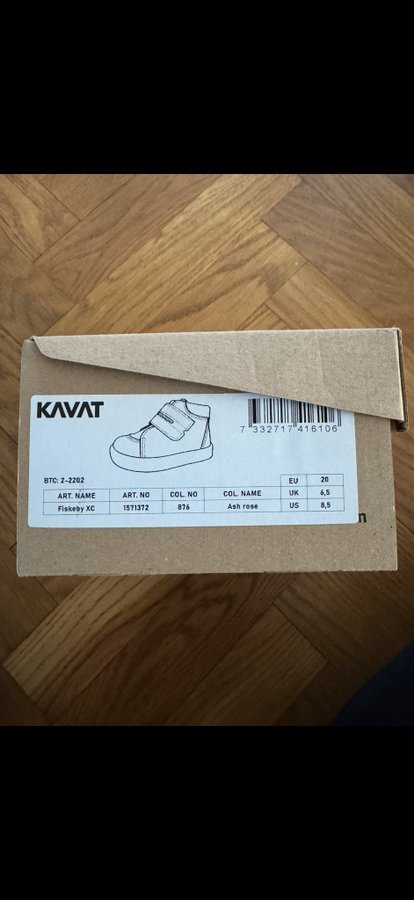 KAVAT
7 332717 416106
BTC: 2-2202
EU 20
ART. NAME ART. NO COL. NO COL. NAME UK 6,5
Fiskeby XC 1571372 876 Ash rose US 8,5